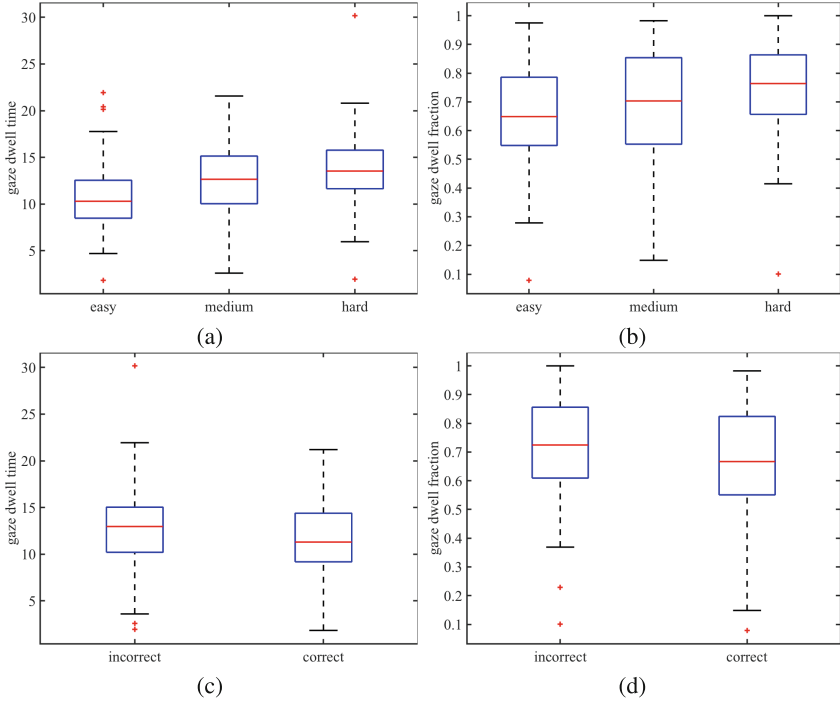 gaze dwell time
30
25
20
15
10
5
easy
medium
hard
(a)
gaze dwell fraction
1
0.9
0.8
0.7
0.6
0.5
0.4
0.3
0.2
0.1
easy
medium
hard
(b)
gaze dwell time
30
25
20
15
10
5
incorrect
correct
(c)
gaze dwell fraction
1
0.9
0.8
0.7
0.6
0.5
0.4
0.3
0.2
0.1
incorrect
correct
(d)